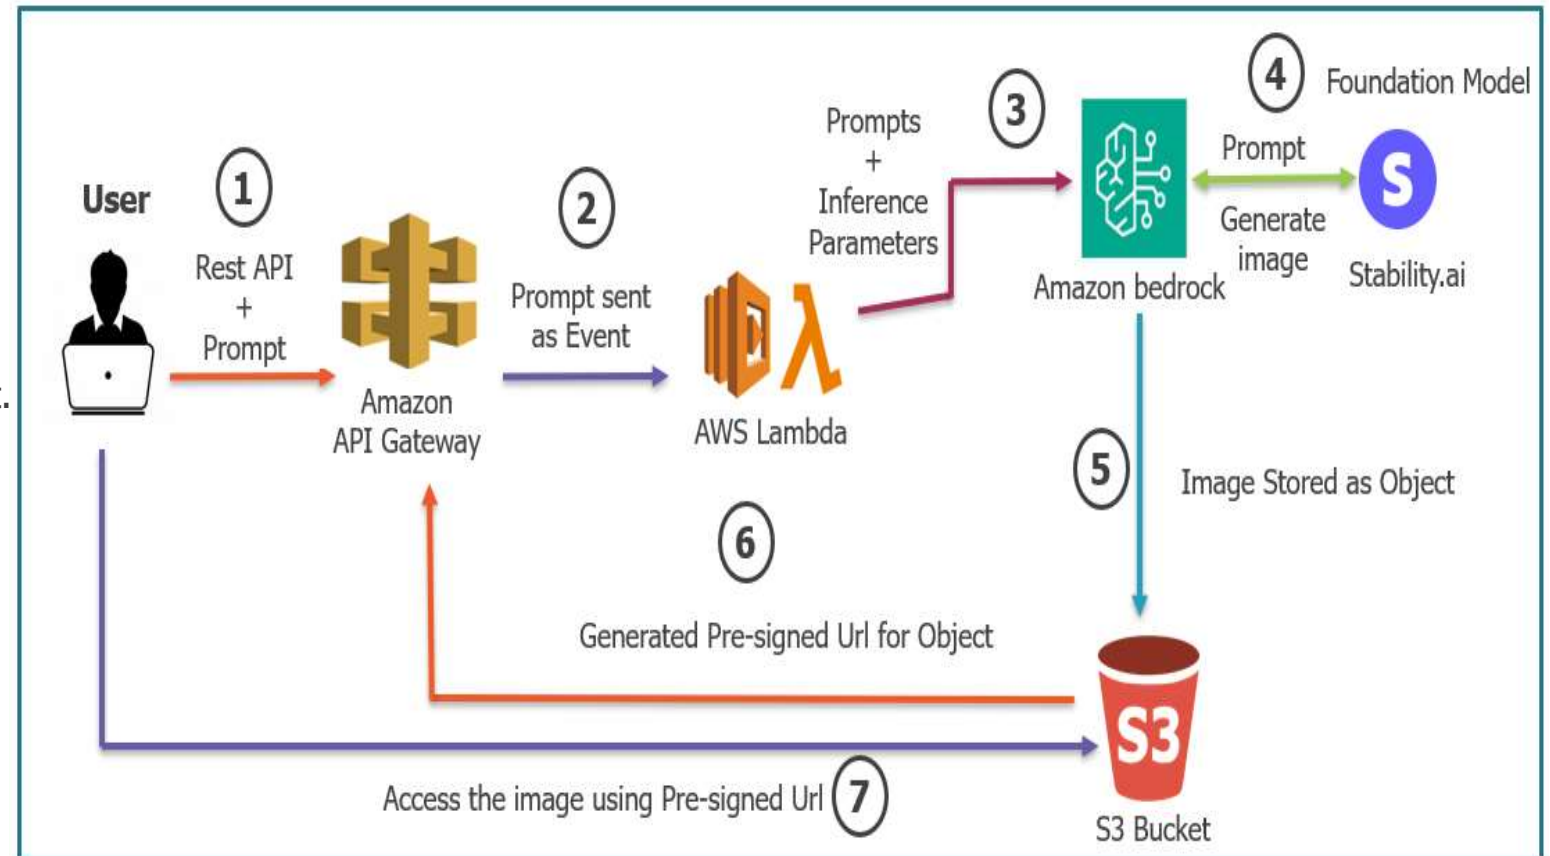 User
1
Rest API
+
Prompt
Amazon
API Gateway
2
Prompt sent
as Event
AWS Lambda
Prompts
+
Inference
Parameters
3
Amazon bedrock
4
Foundation Model
Prompt
Generate
image
S
Stability.ai
5
Image Stored as Object
6
Generated Pre-signed Url for Object
S3
S3 Bucket
Access the image using Pre-signed Url
7